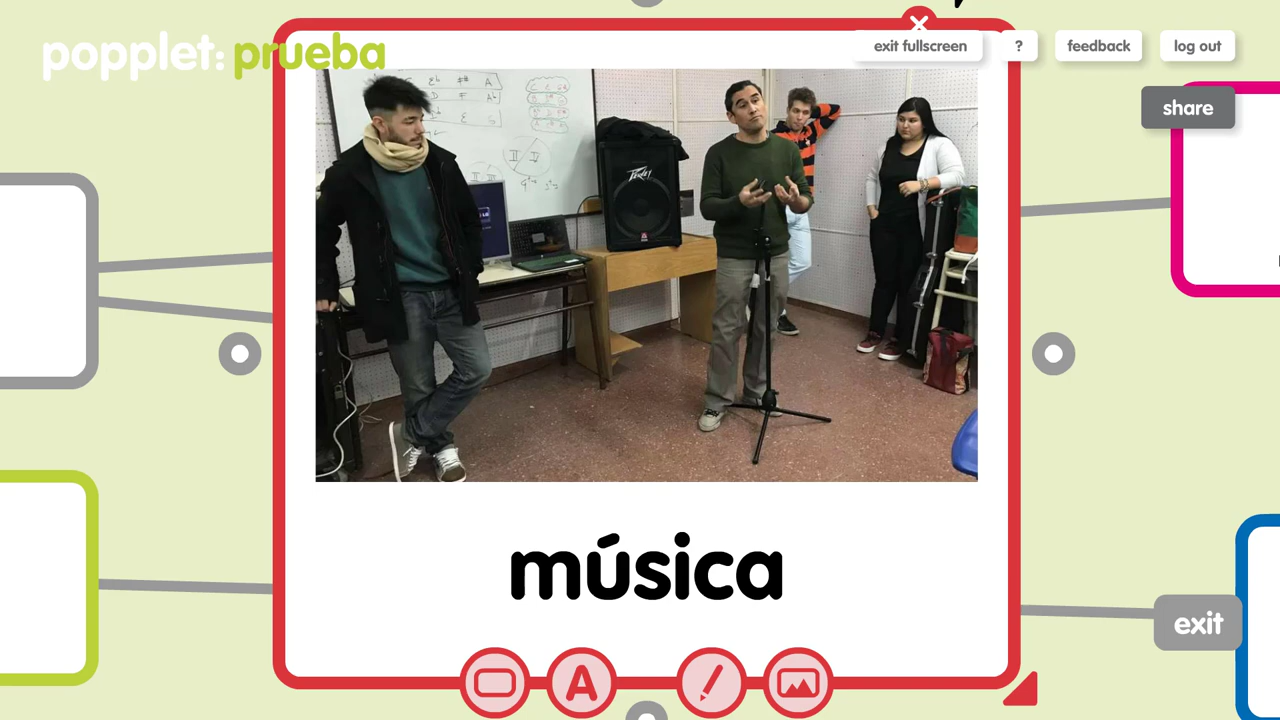 popplet: prueba
exit fullscreen
?
feedback
log out
share
PEAVEY
música
A
exit